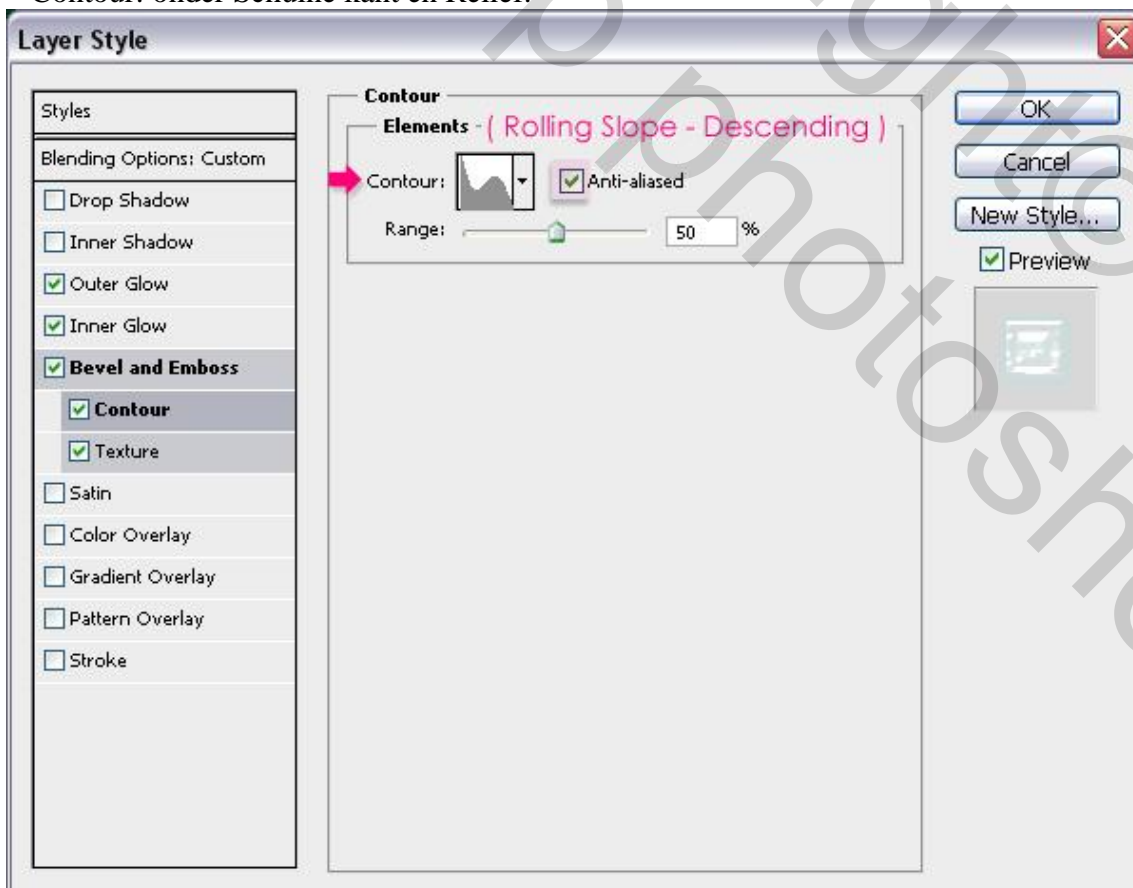 Contour: onder Schuine kant en Reliëf:
Layer Style
Styles
Blending Options: Custom
Drop Shadow
Inner Shadow
Outer Glow
Inner Glow
Bevel and Emboss
Contour
Texture
Satin
Color Overlay
Gradient Overlay
Pattern Overlay
Stroke
Contour
Elements - ( Rolling Slope - Descending )
Contour:
Anti-aliased
Range: 50 %
OK
Cancel
New Style...
Preview